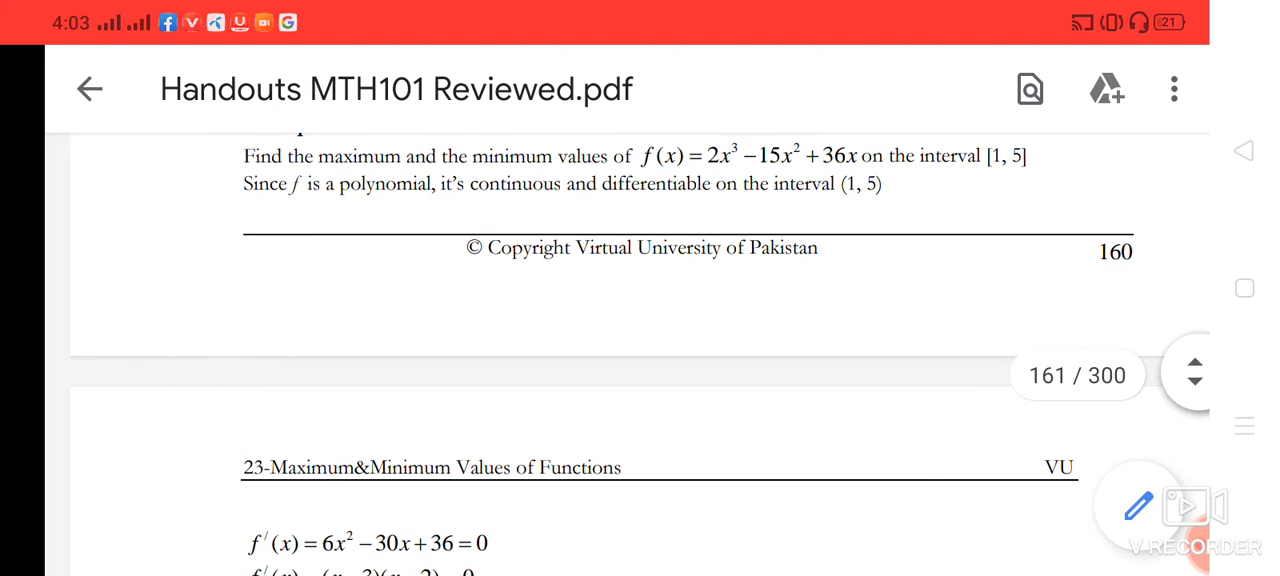 4:03 21
Handouts MTH101 Reviewed.pdf
Find the maximum and the minimum values of f(x) = 2x³ −15x² +36x on the interval [1, 5]
Since f is a polynomial, it's continuous and differentiable on the interval (1, 5)
© Copyright Virtual University of Pakistan 160
161 / 300
23-Maximum&Minimum Values of Functions VU
f′(x) = 6x² −30x+36 = 0
V RECORDER